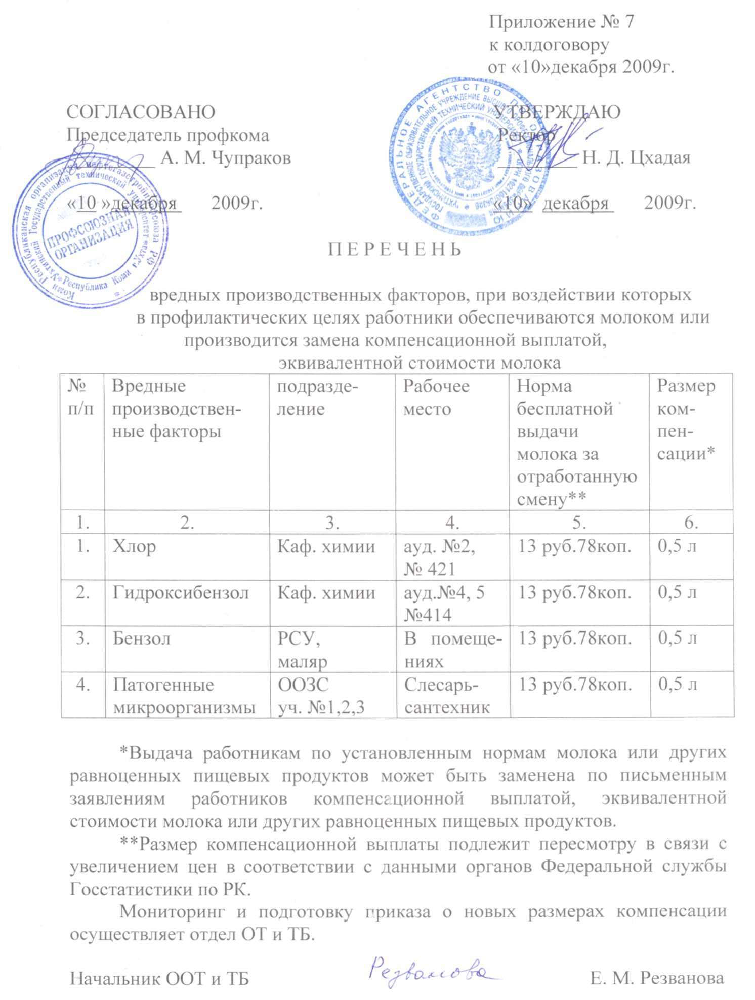 Приложение № 7
к колдоговору
от «10»декабря 2009г.
СОГЛАСОВАНО УТВЕРЖДАЮ
Председатель профкома Ректор
__________ А. М. Чупраков ________ Н. Д. Цхадая
«10 »декабря 2009г. «10» декабря 2009г.
Коми Республиканская организация нефтегазстройпрофсоюза РФ
Ухтинский Государственный технический университет*г.Ухта
*Республика Коми г.Ухта
ПРОФСОЮЗНАЯ
ОРГАНИЗАЦИЯ
ФЕДЕРАЛЬНОЕ АГЕНТСТВО ПО ОБРАЗОВАНИЮ
П Е Р Е Ч Е Н Ь
вредных производственных факторов, при воздействии которых
в профилактических целях работники обеспечиваются молоком или
производится замена компенсационной выплатой,
эквивалентной стоимости молока
№ Вредные подразде- Рабочее Норма Размер
п/п производствен- ление место бесплатной ком-
ные факторы выдачи пен-
молока за сации*
отработанную
смену**
1. 2. 3. 4. 5. 6.
1. Хлор Каф. химии ауд. №2, 13 руб.78коп. 0,5 л
№ 421
2. Гидроксибензол Каф. химии ауд.№4, 5 13 руб.78коп. 0,5 л
№414
3. Бензол РСУ, В помеще- 13 руб.78коп. 0,5 л
маляр ниях
4. Патогенные ООЗС Слесарь- 13 руб.78коп. 0,5 л
микроорганизмы уч. №1,2,3 сантехник
*Выдача работникам по установленным нормам молока или других
равноценных пищевых продуктов может быть заменена по письменным
заявлениям работников компенсационной выплатой, эквивалентной
стоимости молока или других равноценных пищевых продуктов.
**Размер компенсационной выплаты подлежит пересмотру в связи с
увеличением цен в соответствии с данными органов Федеральной службы
Госстатистики по РК.
Мониторинг и подготовку приказа о новых размерах компенсации
осуществляет отдел ОТ и ТБ.
Резванова
Начальник ООТ и ТБ Е. М. Резванова